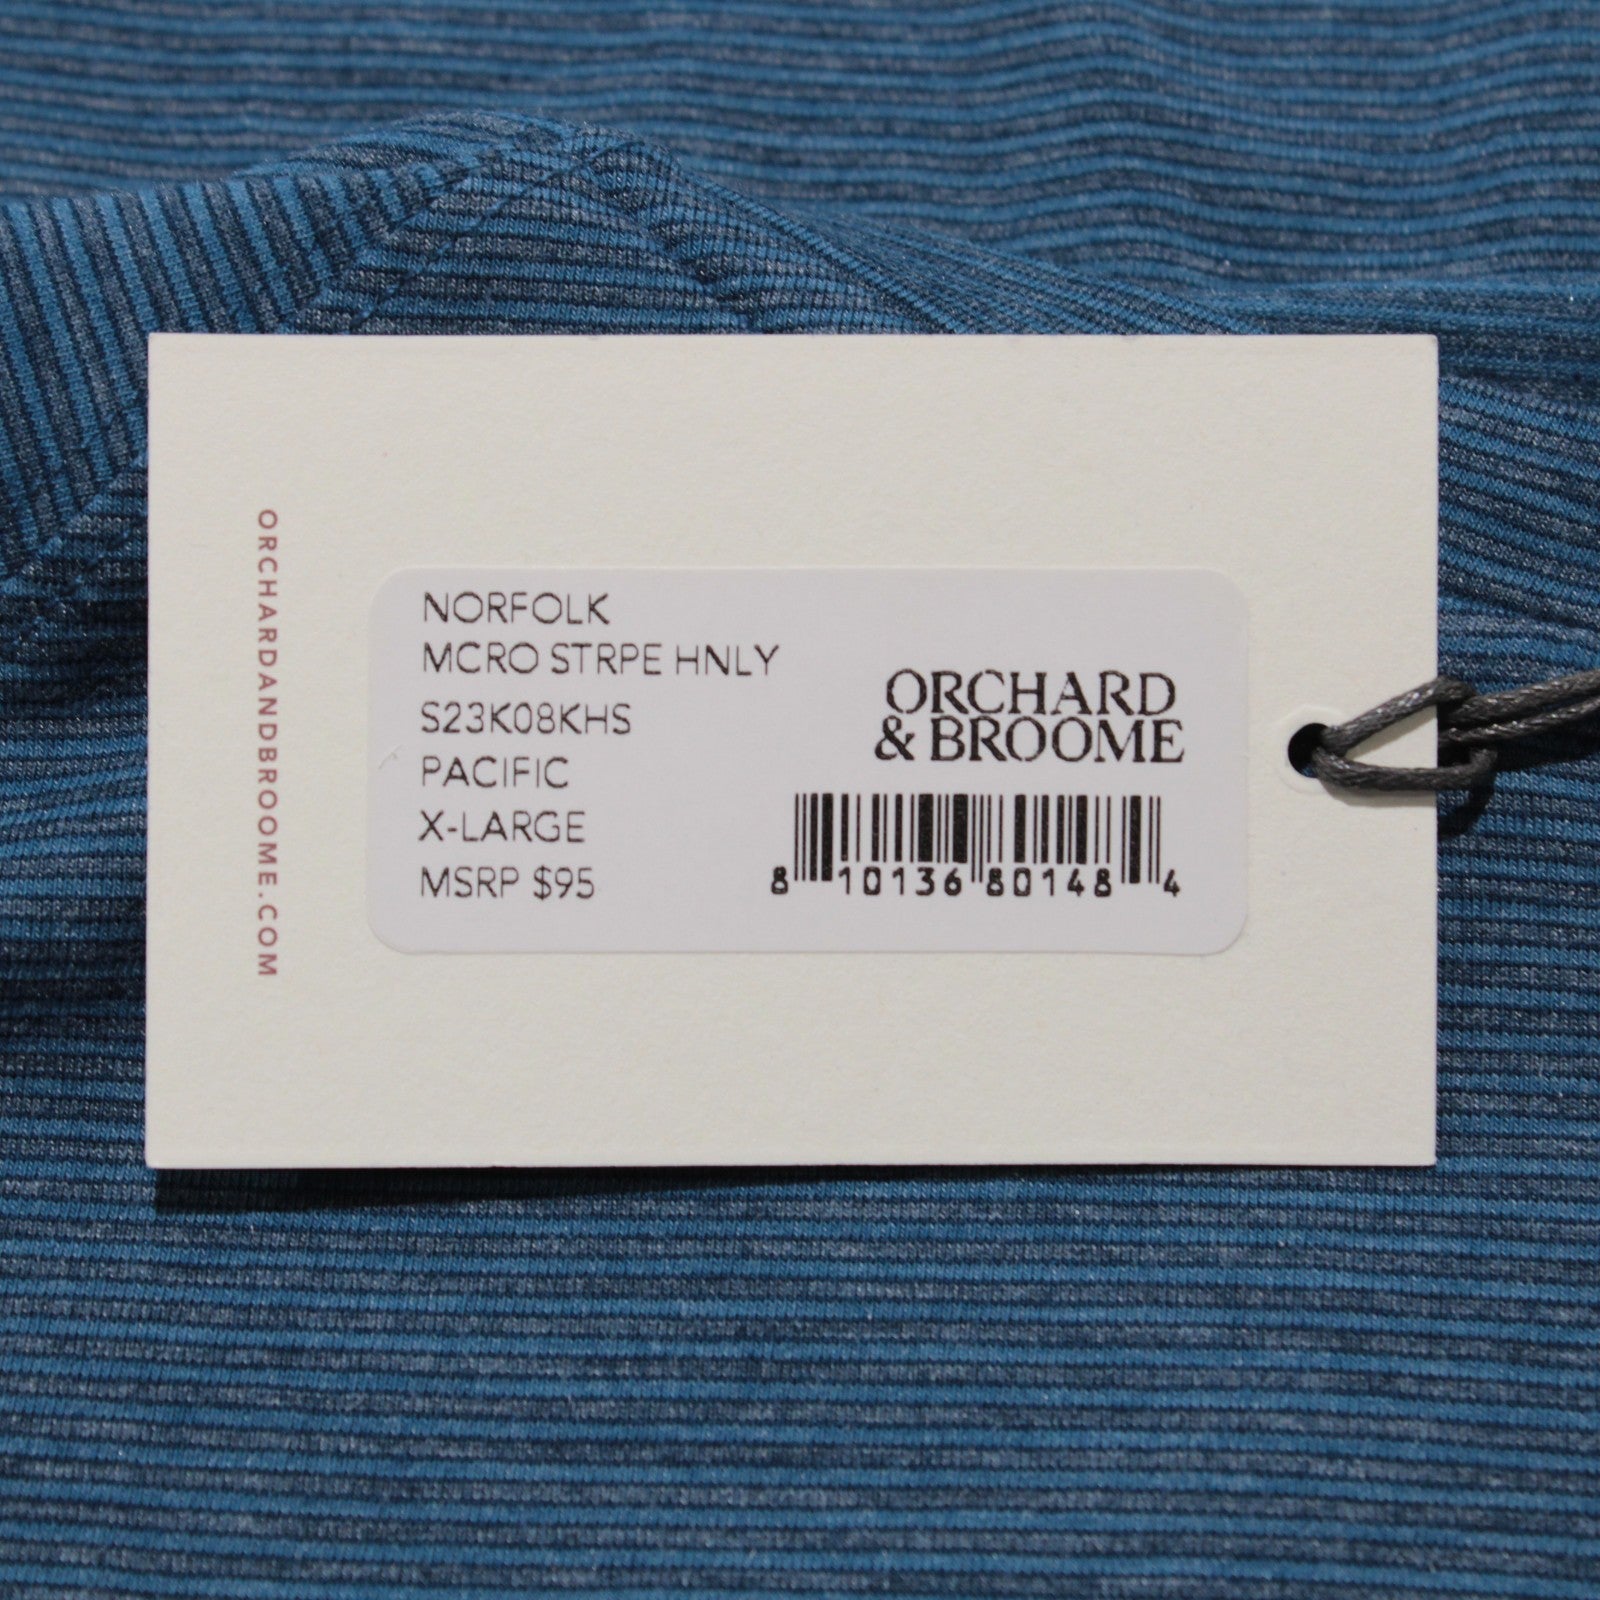 ORCHARDANDBROOME.COM
NORFOLK
MCRO STRPE HNLY
S23K08KHS
PACIFIC
X-LARGE
MSRP $95
ORCHARD
& BROOME
8 10136 80148 4